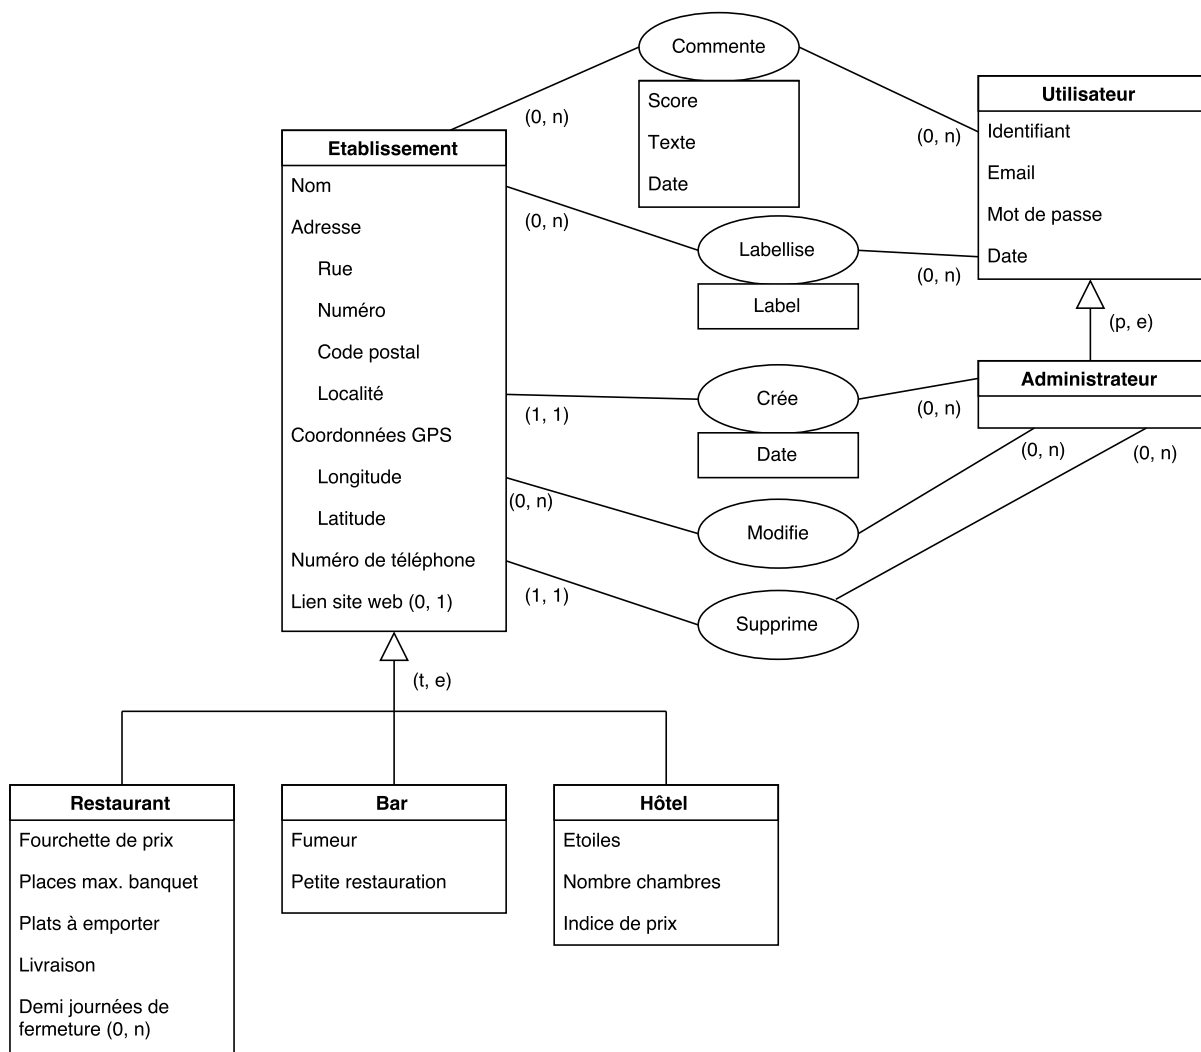 Commente
Score
Texte
Date
(0, n)
(0, n)
Utilisateur
Identifiant
Email
Mot de passe
Date
Etablissement
Nom
Adresse
Rue
Numéro
Code postal
Localité
Coordonnées GPS
Longitude
Latitude
Numéro de téléphone
Lien site web (0, 1)
(0, n)
Labellise
(0, n)
Label
(p, e)
Administrateur
(1, 1)
Crée
(0, n)
Date
(0, n)
(0, n)
(0, n)
Modifie
(1, 1)
Supprime
(t, e)
Restaurant
Fourchette de prix
Places max. banquet
Plats à emporter
Livraison
Demi journées de
fermeture (0, n)
Bar
Fumeur
Petite restauration
Hôtel
Etoiles
Nombre chambres
Indice de prix